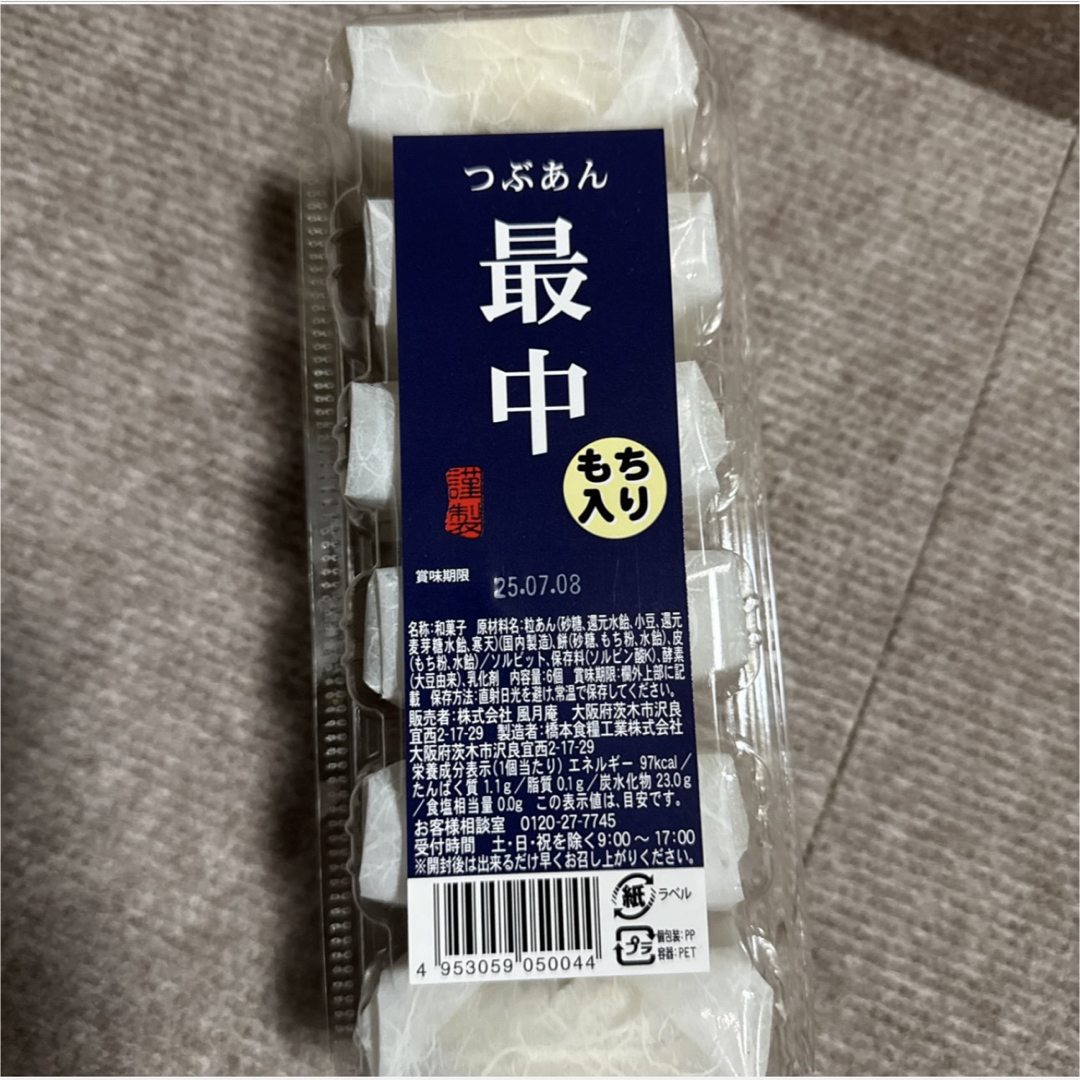 つぶあん
最
中
もち
入り
謹製
賞味期限
25.07.08
名称:和菓子 原材料名:粒あん(砂糖、還元水飴、小豆、還元
麦芽糖水飴、寒天)(国内製造)、餅(砂糖、もち粉、水飴)、皮
(もち粉、水飴)/ソルビット、保存料(ソルビン酸K)、酵素
(大豆由来)、乳化剤 内容量:6個 賞味期限:欄外上部に記
載 保存方法:直射日光を避け、常温で保存してください。
販売者:株式会社 風月庵 大阪府茨木市沢良
宜西2-17-29 製造者:橋本食糧工業株式会社
大阪府茨木市沢良宜西2-17-29
栄養成分表示(1個当たり) エネルギー 97kcal/
たんぱく質 1.1g/脂質 0.1g/炭水化物 23.0g
/食塩相当量 0.0g この表示値は、目安です。
お客様相談室 0120-27-7745
受付時間 土・日・祝を除く9:00~17:00
※開封後は出来るだけ早くお召し上がりください。
紙 ラベル
プラ 個包装:PP
容器:PET
4 953059 050044